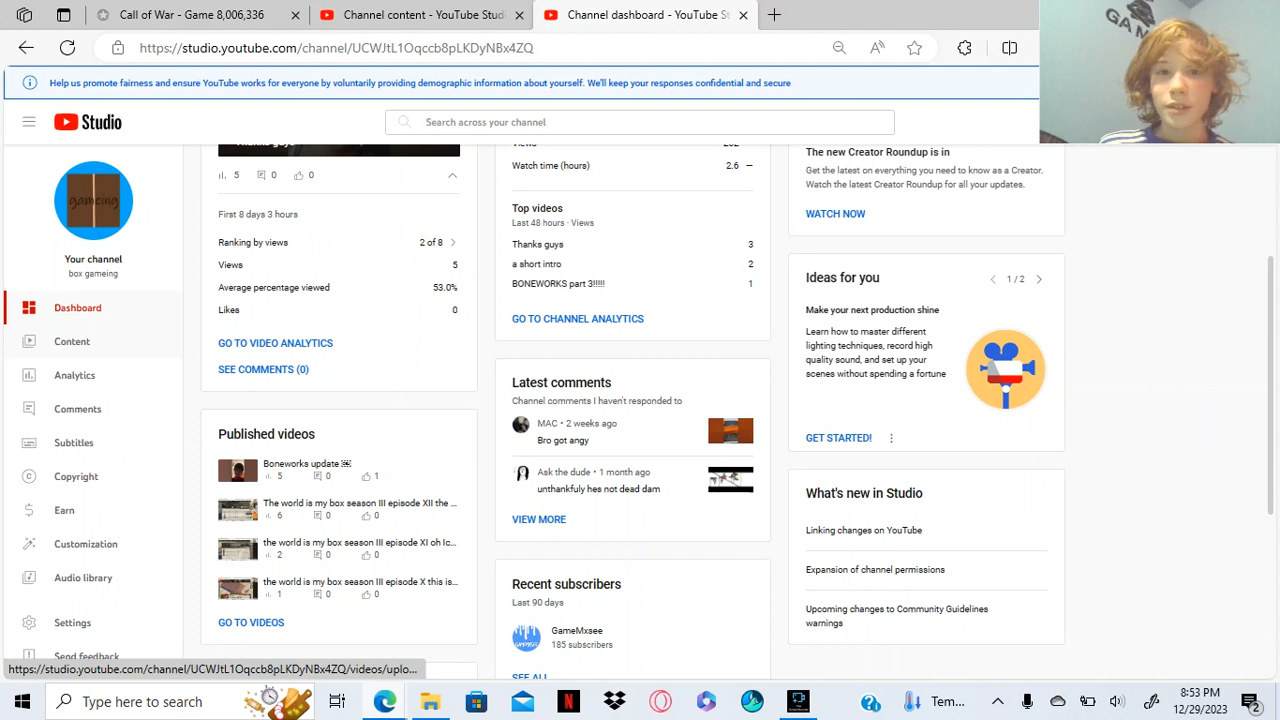 Car War - Game 8,006,336
Channel content - YouTube Studi
Channel dashboard - YouTube St
https://studio.youtube.com/channel/UCWJtL1Oqccb8pLKDyNBx4ZQ
GAM
Help us promote fairness and ensure YouTube works for everyone by voluntarily providing demographic information about yourself. We'll keep your responses confidential and secure
Studio
Search across your channel
gameing
Your channel
box gameing
Dashboard
Content
Analytics
Comments
Subtitles
Copyright
Earn
Customization
Audio library
Settings
Send feedback
Thanks guys
5 0 0
First 8 days 3 hours
Ranking by views 2 of 8
Views 5
Average percentage viewed 53.0%
Likes 0
GO TO VIDEO ANALYTICS
SEE COMMENTS (0)
Published videos
Boneworks update
5 0 1
The world is my box season III episode XII the ...
6 0 0
the world is my box season III episode XI oh Ic...
2 0 0
the world is my box season III episode X this is...
1 0 0
GO TO VIDEOS
Views
Watch time (hours) 2.6 —
Top videos
Last 48 hours · Views
Thanks guys 3
a short intro 2
BONEWORKS part 3!!!!! 1
GO TO CHANNEL ANALYTICS
Latest comments
Channel comments I haven't responded to
MAC • 2 weeks ago
Bro got angy
Ask the dude • 1 month ago
unthankfuly hes not dead dam
VIEW MORE
Recent subscribers
Last 90 days
GameMxsee
185 subscribers
SEE ALL
The new Creator Roundup is in
Get the latest on everything you need to know as a Creator.
Watch the latest Creator Roundup for all your updates.
WATCH NOW
Ideas for you
1 / 2
Make your next production shine
Learn how to master different
lighting techniques, record high
quality sound, and set up your
scenes without spending a fortune
GET STARTED!
What's new in Studio
Linking changes on YouTube
Expansion of channel permissions
Upcoming changes to Community Guidelines
warnings
https://studio.youtube.com/channel/UCWJtL1Oqccb8pLKDyNBx4ZQ/videos/uplo...
Type here to search
Tem...
8:53 PM
12/29/2023
2